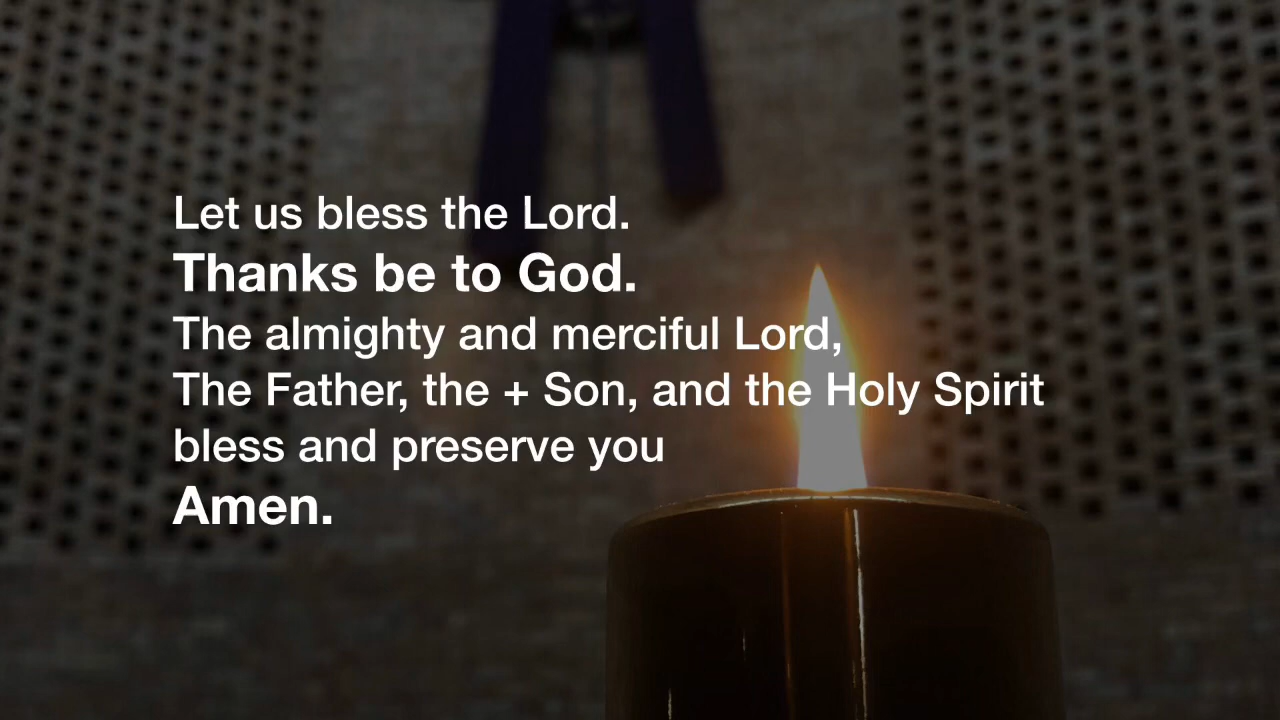 Let us bless the Lord.
Thanks be to God.
The almighty and merciful Lord,
The Father, the + Son, and the Holy Spirit
bless and preserve you
Amen.